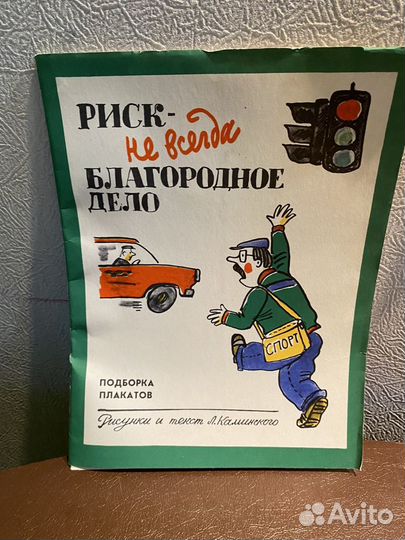 РИСК-
не всегда
БЛАГОРОДНОЕ
ДЕЛО
СПОРТ
ПОДБОРКА
ПЛАКАТОВ
Рисунки и текст Л.Каминского
Avito